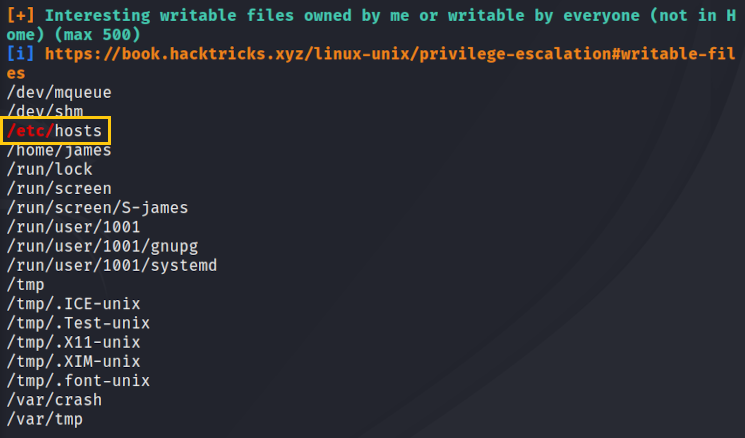 [+] Interesting writable files owned by me or writable by everyone (not in H
ome) (max 500)
[i] https://book.hacktricks.xyz/linux-unix/privilege-escalation#writable-fil
es
/dev/mqueue
/dev/shm
/etc/hosts
/home/james
/run/lock
/run/screen
/run/screen/S-james
/run/user/1001
/run/user/1001/gnupg
/run/user/1001/systemd
/tmp
/tmp/.ICE-unix
/tmp/.Test-unix
/tmp/.X11-unix
/tmp/.XIM-unix
/tmp/.font-unix
/var/crash
/var/tmp